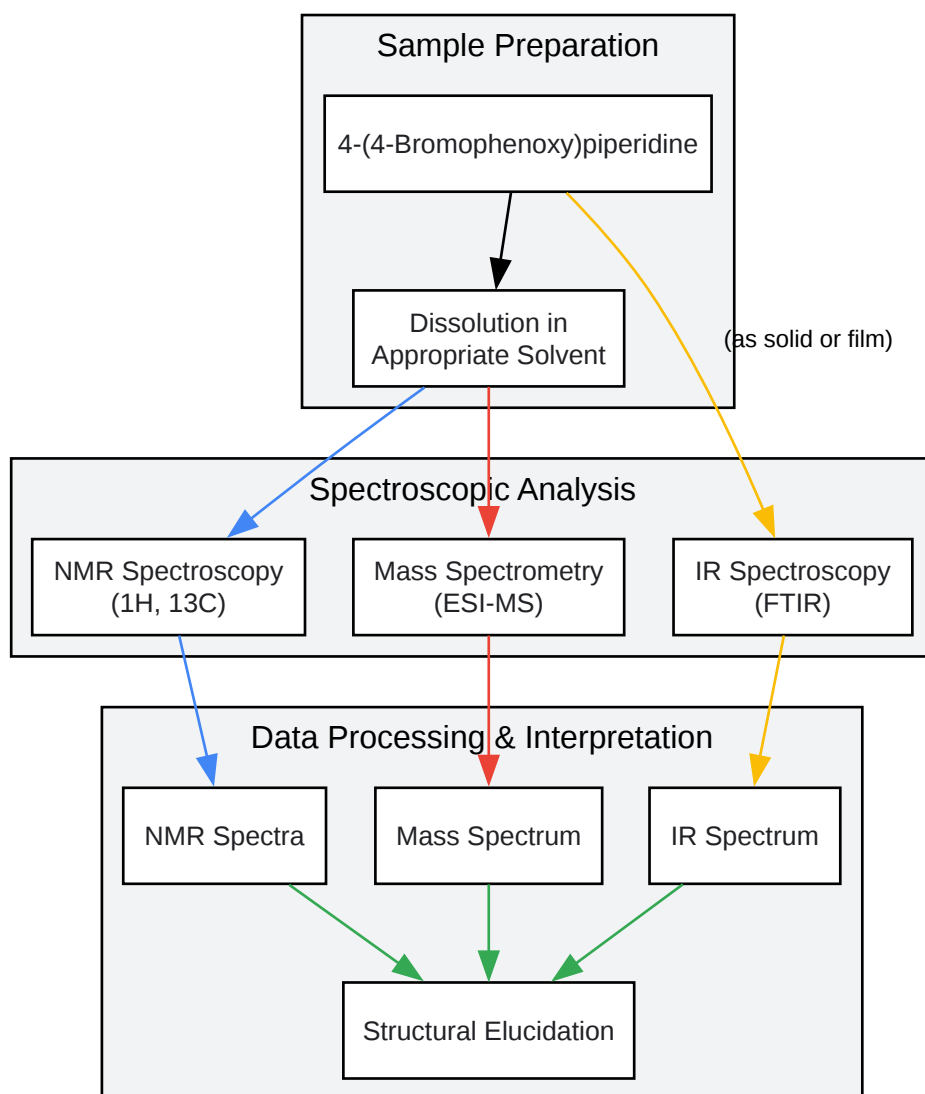 Sample Preparation
4-(4-Bromophenoxy)piperidine
Dissolution in
Appropriate Solvent
(as solid or film)
Spectroscopic Analysis
NMR Spectroscopy
(1H, 13C)
Mass Spectrometry
(ESI-MS)
IR Spectroscopy
(FTIR)
Data Processing & Interpretation
NMR Spectra
Mass Spectrum
IR Spectrum
Structural Elucidation